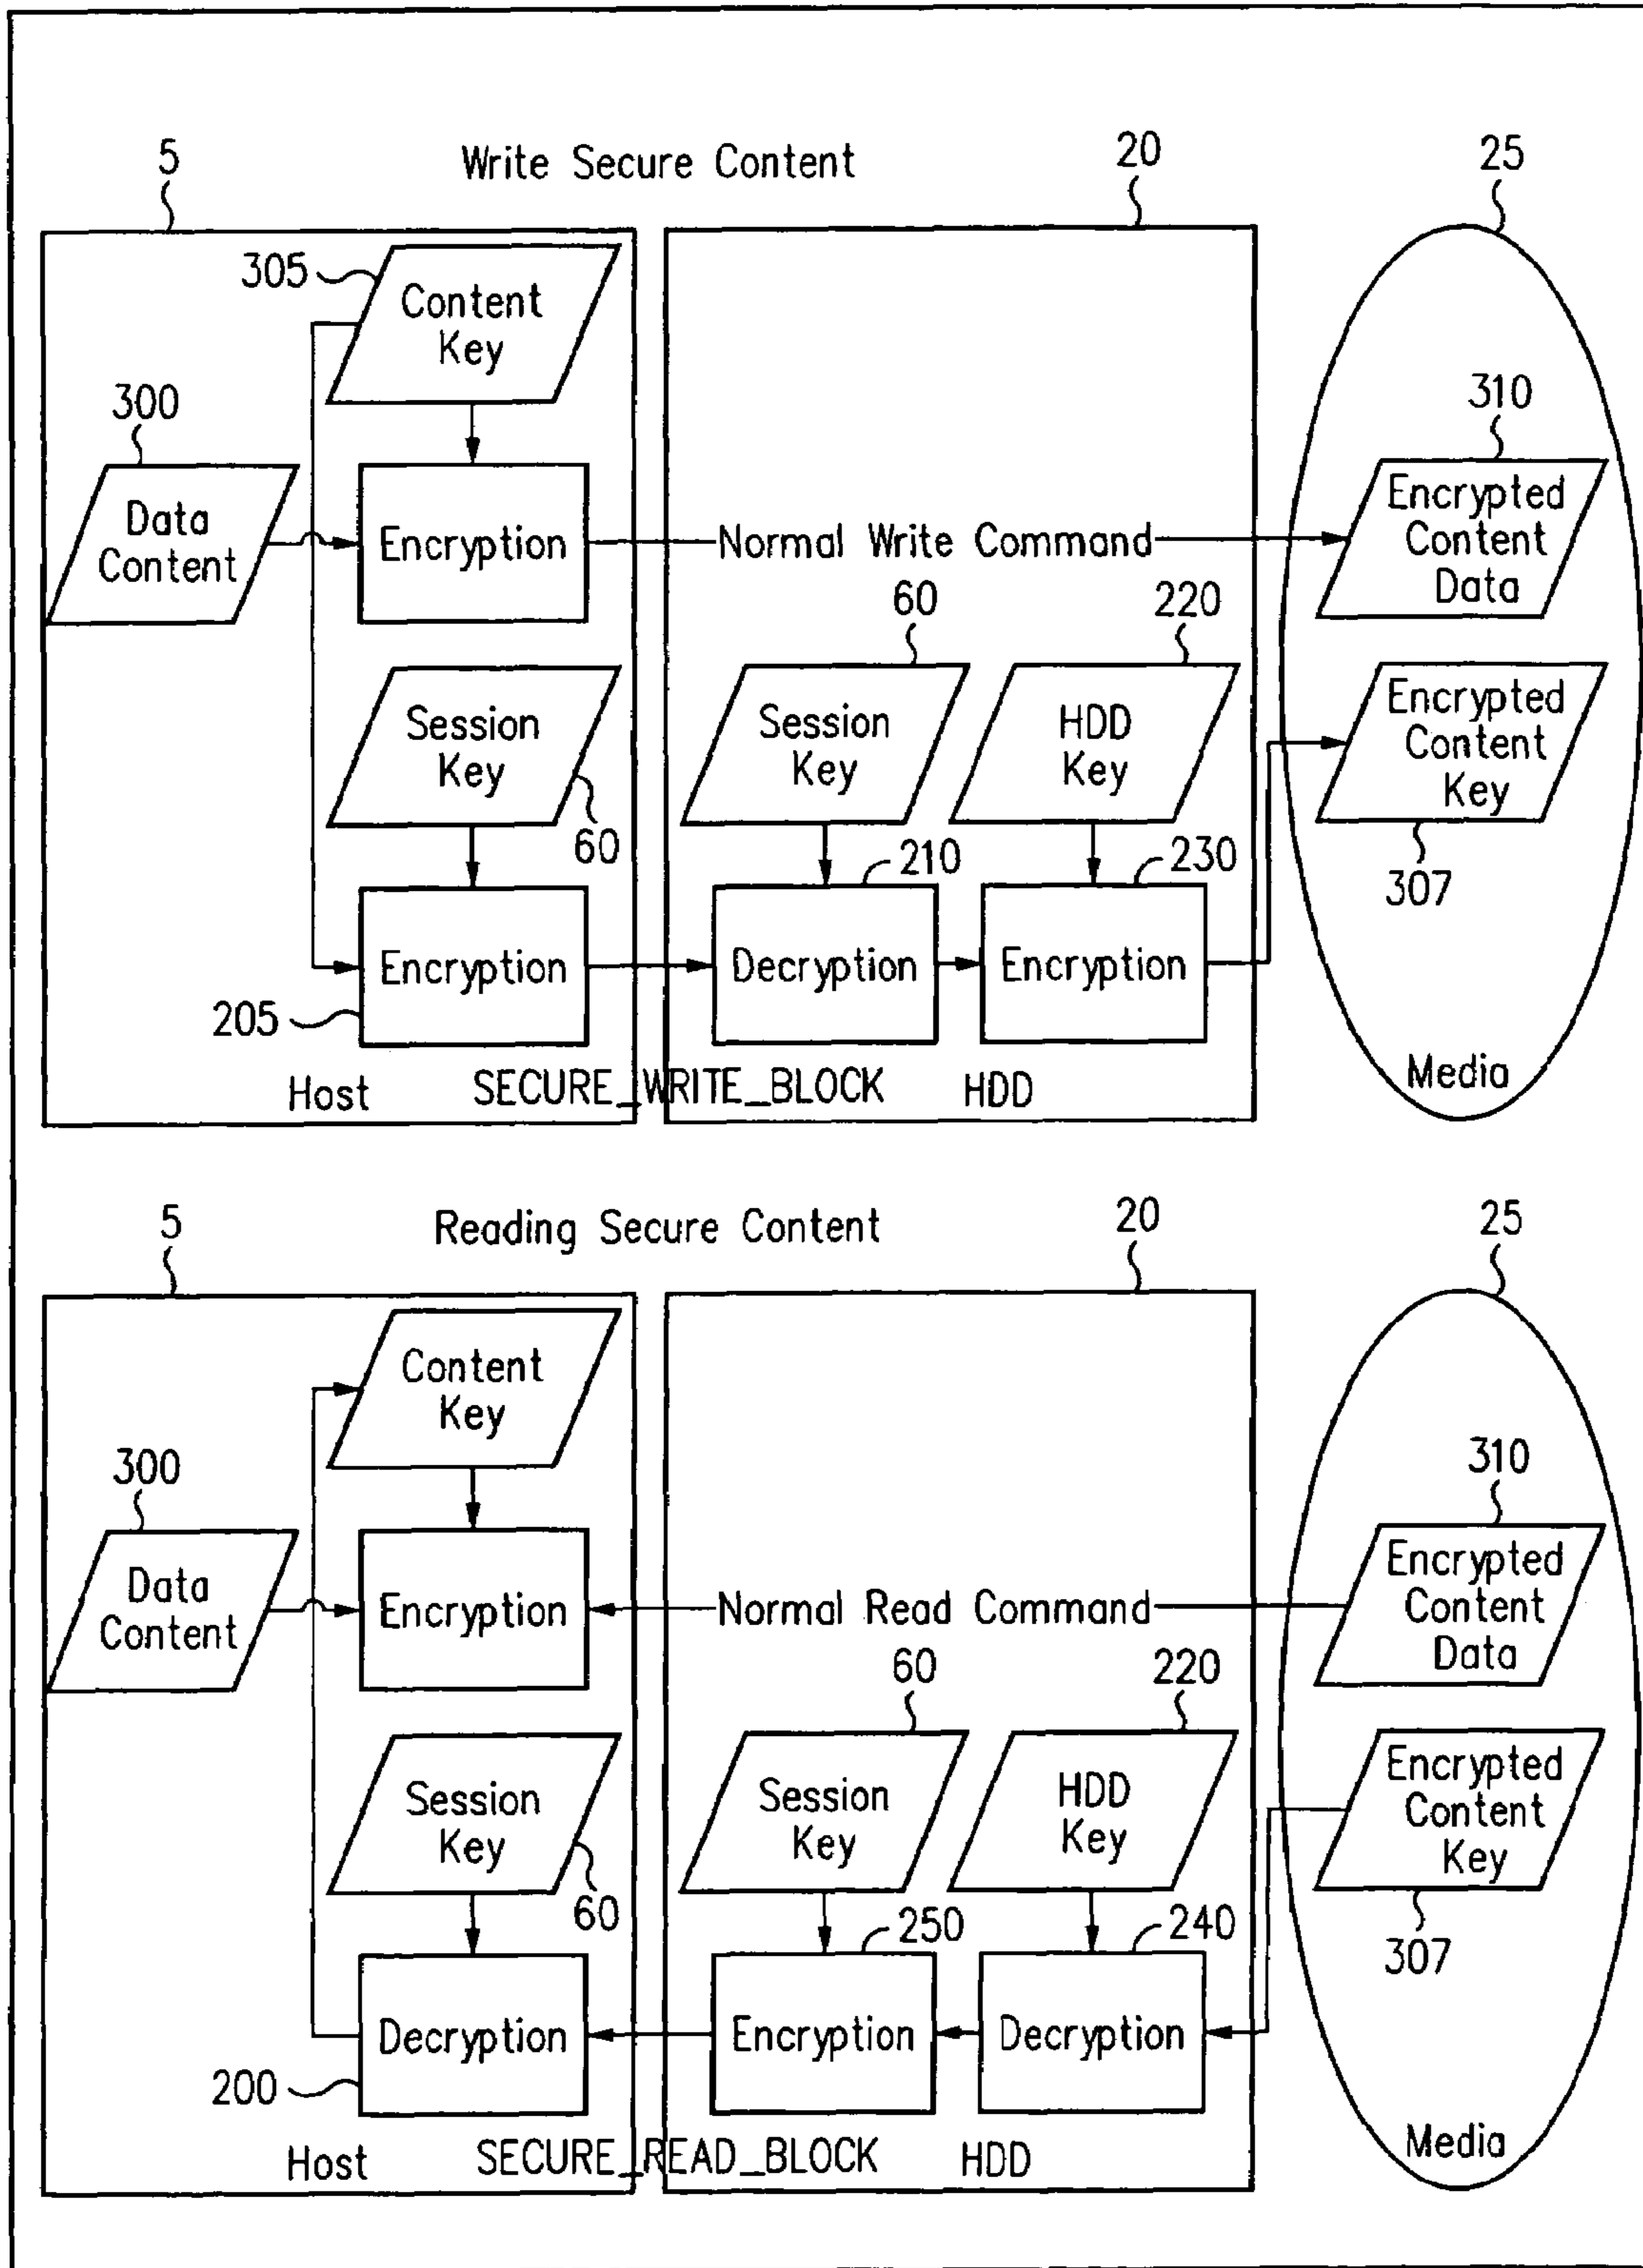 5
Write Secure Content
20
25
305
Content
Key
300
310
Data
Content
Encryption
Normal Write Command
Encrypted
Content
Data
60
220
Session
Key
60
Session
Key
HDD
Key
Encrypted
Content
Key
210
230
307
Encryption
Decryption
Encryption
205
Host
SECURE_WRITE_BLOCK
HDD
Media
5
Reading Secure Content
20
25
Content
Key
300
310
Data
Content
Encryption
Normal Read Command
Encrypted
Content
Data
60
220
Session
Key
60
Session
Key
HDD
Key
Encrypted
Content
Key
250
240
307
Decryption
Encryption
Decryption
200
Host
SECURE_READ_BLOCK
HDD
Media